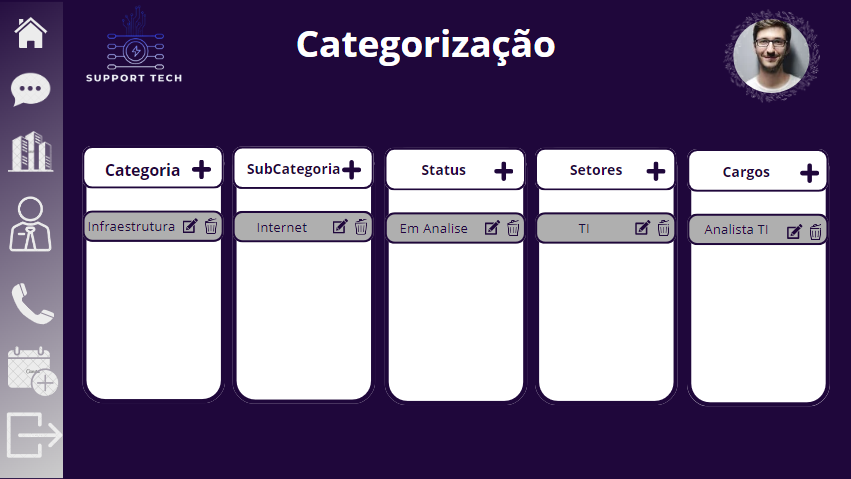 Categorização
SUPPORT TECH
Categoria
SubCategoria
Status
Setores
Cargos
Infraestrutura
Internet
Em Analise
TI
Analista TI